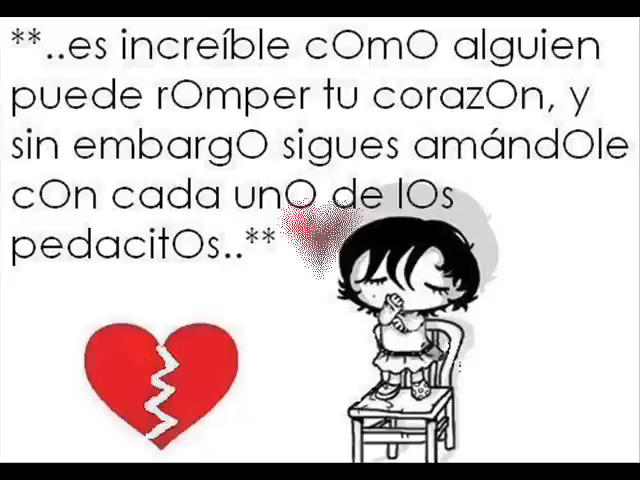 **..es increíble cOmO alguien
puede rOmper tu corazOn, y
sin embargO sigues amándOle
cOn cada unO de lOs
pedacitOs..**